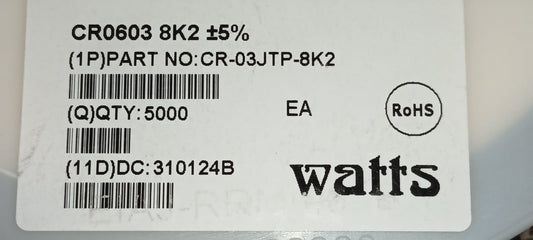 CR0603 8K2 ±5%
(1P)PART NO:CR-03JTP-8K2
(Q)QTY:5000
EA
RoHS
(11D)DC:310124B
watts